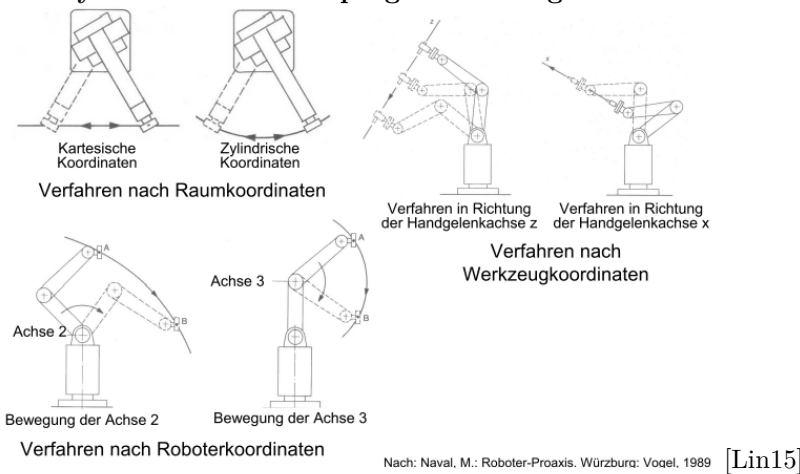 Kartesische
Koordinaten
Zylindrische
Koordinaten
Verfahren nach Raumkoordinaten
z
x
Verfahren in Richtung
der Handgelenkachse z
Verfahren in Richtung
der Handgelenkachse x
Verfahren nach
Werkzeugkoordinaten
A
B
Achse 2
Bewegung der Achse 2
A
Achse 3
B
Bewegung der Achse 3
Verfahren nach Roboterkoordinaten
Nach: Naval, M.: Roboter-Proaxis. Würzburg: Vogel, 1989 [Lin15]